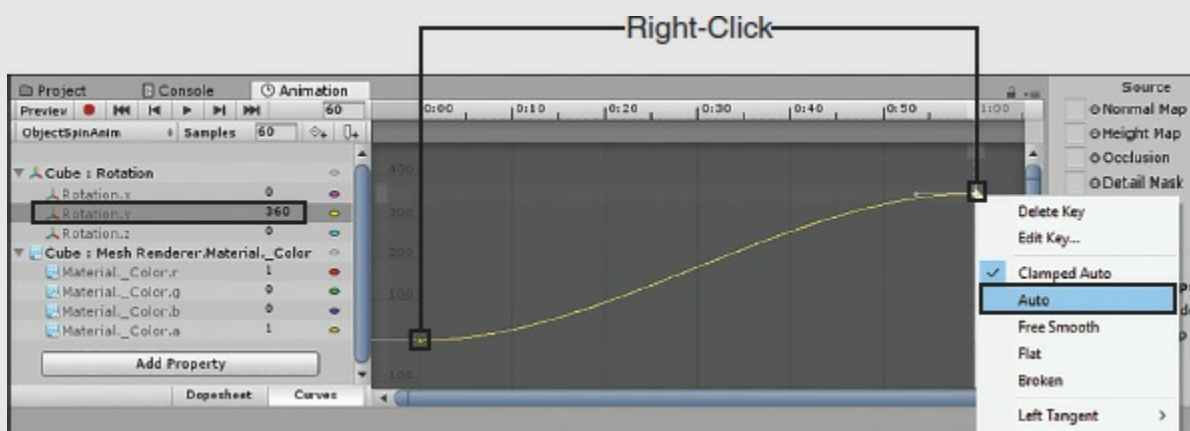 Right-Click
Project Console Animation
Preview 60 0:00 0:10 0:20 0:30 0:40 0:50 1:00
ObjectSpinAnim Samples 60
Cube : Rotation
Rotation.x 0
Rotation.y 360
Rotation.z 0
Cube : Mesh Renderer.Material._Color
Material._Color.r 1
Material._Color.g 0
Material._Color.b 0
Material._Color.a 1
Add Property
Dopesheet Curves
400
300
200
100
-100
Source
Normal Map
Height Map
Occlusion
Detail Mask
Delete Key
Edit Key...
Clamped Auto
Auto
Free Smooth
Flat
Broken
Left Tangent >